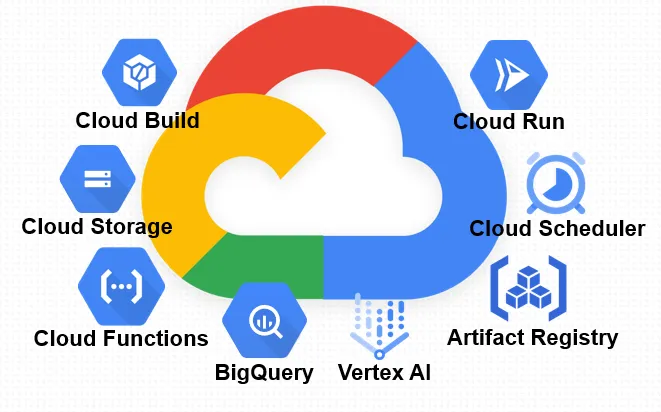 Cloud Build
Cloud Run
Cloud Storage
Cloud Scheduler
Cloud Functions
Artifact Registry
BigQuery
Vertex AI